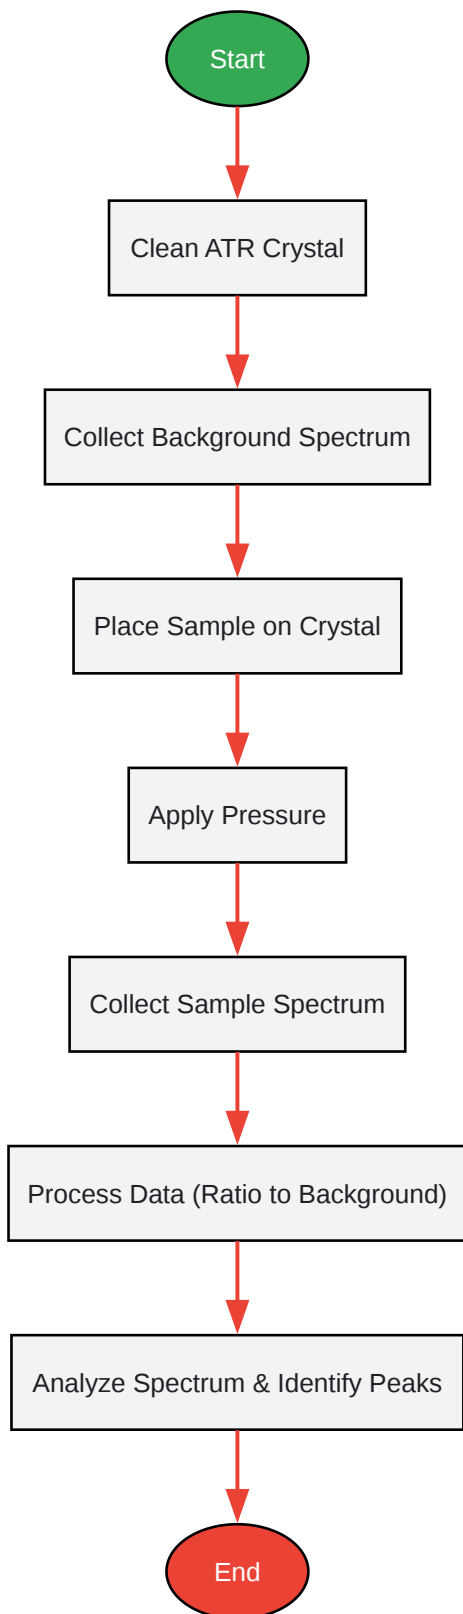 Start
Clean ATR Crystal
Collect Background Spectrum
Place Sample on Crystal
Apply Pressure
Collect Sample Spectrum
Process Data (Ratio to Background)
Analyze Spectrum & Identify Peaks
End